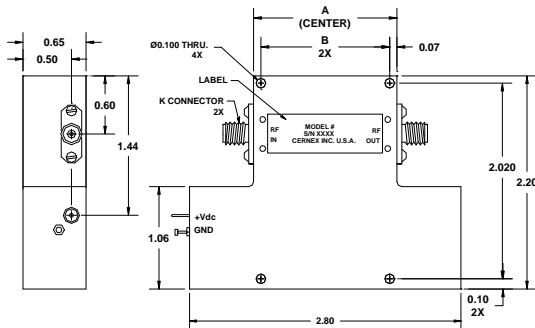 A
(CENTER)
0.65
0.50
Ø0.100 THRU.
4X
B
2X
0.07
LABEL
0.60
K CONNECTOR
2X
RF
IN
MODEL #
S/N XXXX
CERNEX INC. U.S.A.
RF
OUT
1.44
2.020
2.20
1.06
+Vdc
GND
0.10
2X
2.80